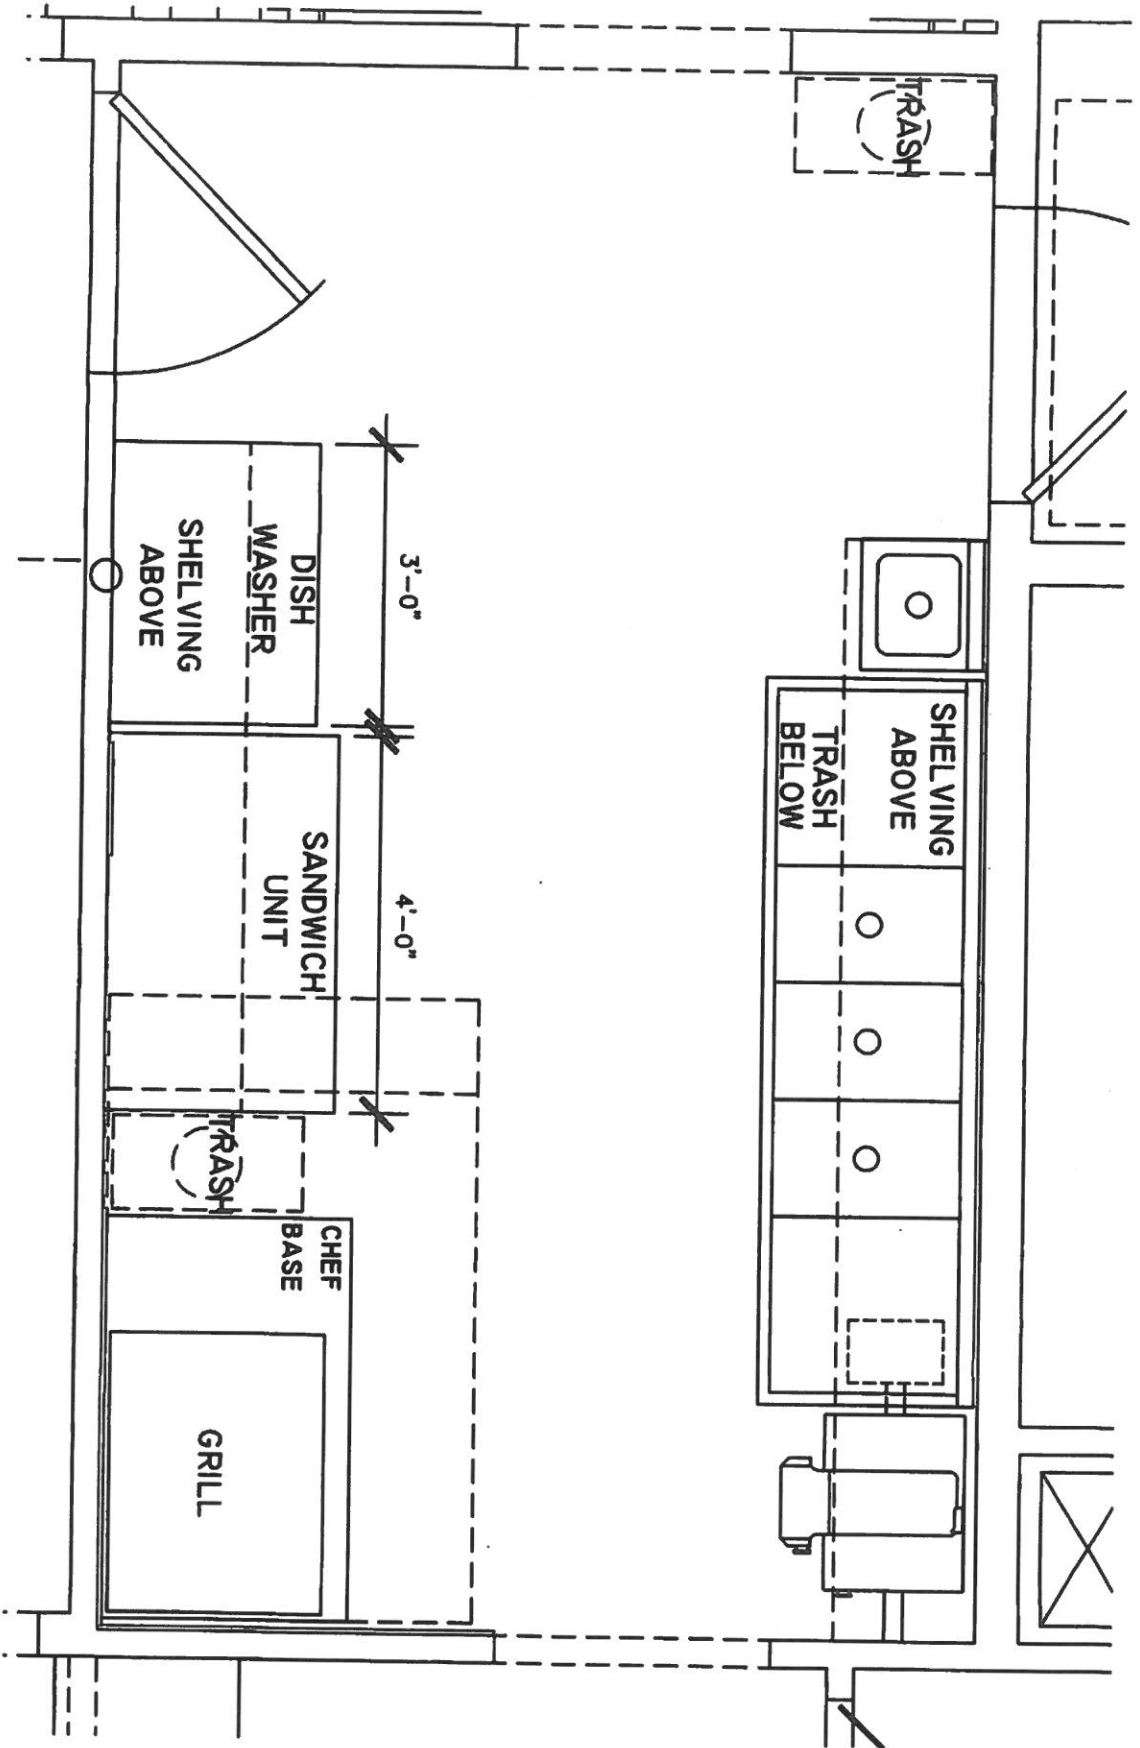 TRASH
SHELVING
ABOVE
TRASH
BELOW
3'-0"
4'-0"
DISH
WASHER
SHELVING
ABOVE
SANDWICH
UNIT
TRASH
CHEF
BASE
GRILL